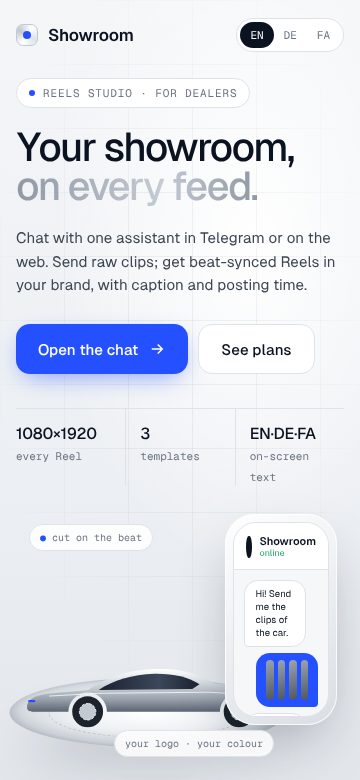 Showroom
EN DE FA
REELS STUDIO · FOR DEALERS
Your showroom,
on every feed.
Chat with one assistant in Telegram or on the
web. Send raw clips; get beat-synced Reels in
your brand, with caption and posting time.
Open the chat →
See plans
1080×1920
every Reel
3
templates
EN·DE·FA
on-screen
text
cut on the beat
Showroom
online
Hi! Send
me the
clips of
the car.
your logo · your colour